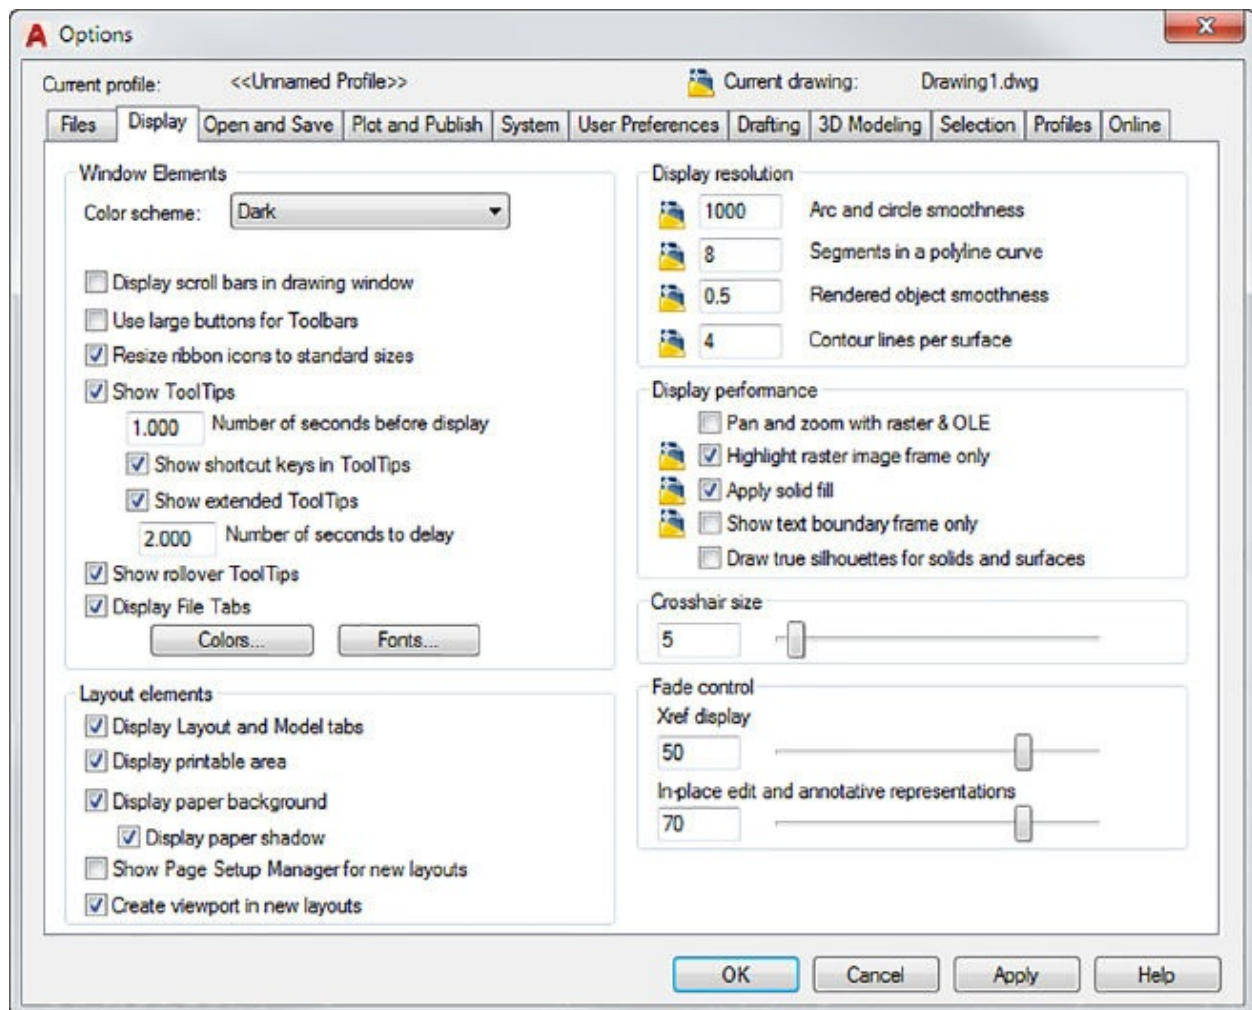 A Options
Current profile: <<Unnamed Profile>> Current drawing: Drawing1.dwg
Files Display Open and Save Plot and Publish System User Preferences Drafting 3D Modeling Selection Profiles Online
Window Elements
Color scheme: Dark
Display scroll bars in drawing window
Use large buttons for Toolbars
Resize ribbon icons to standard sizes
Show ToolTips
1.000 Number of seconds before display
Show shortcut keys in ToolTips
Show extended ToolTips
2.000 Number of seconds to delay
Show rollover ToolTips
Display File Tabs
Colors... Fonts...
Layout elements
Display Layout and Model tabs
Display printable area
Display paper background
Display paper shadow
Show Page Setup Manager for new layouts
Create viewport in new layouts
Display resolution
1000 Arc and circle smoothness
8 Segments in a polyline curve
0.5 Rendered object smoothness
4 Contour lines per surface
Display performance
Pan and zoom with raster & OLE
Highlight raster image frame only
Apply solid fill
Show text boundary frame only
Draw true silhouettes for solids and surfaces
Crosshair size
5
Fade control
Xref display
50
In-place edit and annotative representations
70
OK Cancel Apply Help